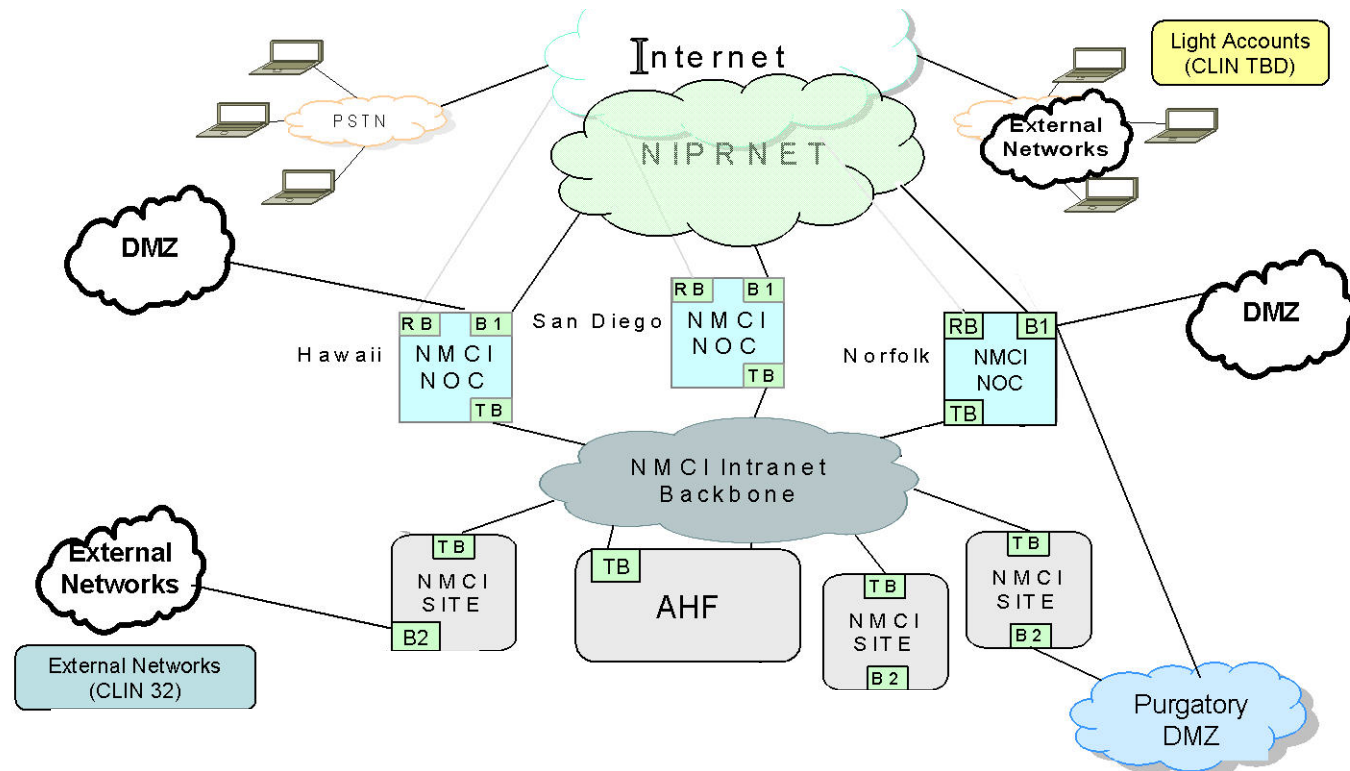 Internet
Light Accounts
(CLIN TBD)
PSTN
External
Networks
NIPRNET
DMZ
DMZ
Hawaii
RB
B1
NMCI
NOC
TB
San Diego
RB
B1
NMCI
NOC
TB
Norfolk
RB
B1
NMCI
NOC
TB
NMCI Intranet
Backbone
External
Networks
TB
NMCI
SITE
B2
TB
AHF
TB
NMCI
SITE
B2
TB
NMCI
SITE
B2
External Networks
(CLIN 32)
Purgatory
DMZ